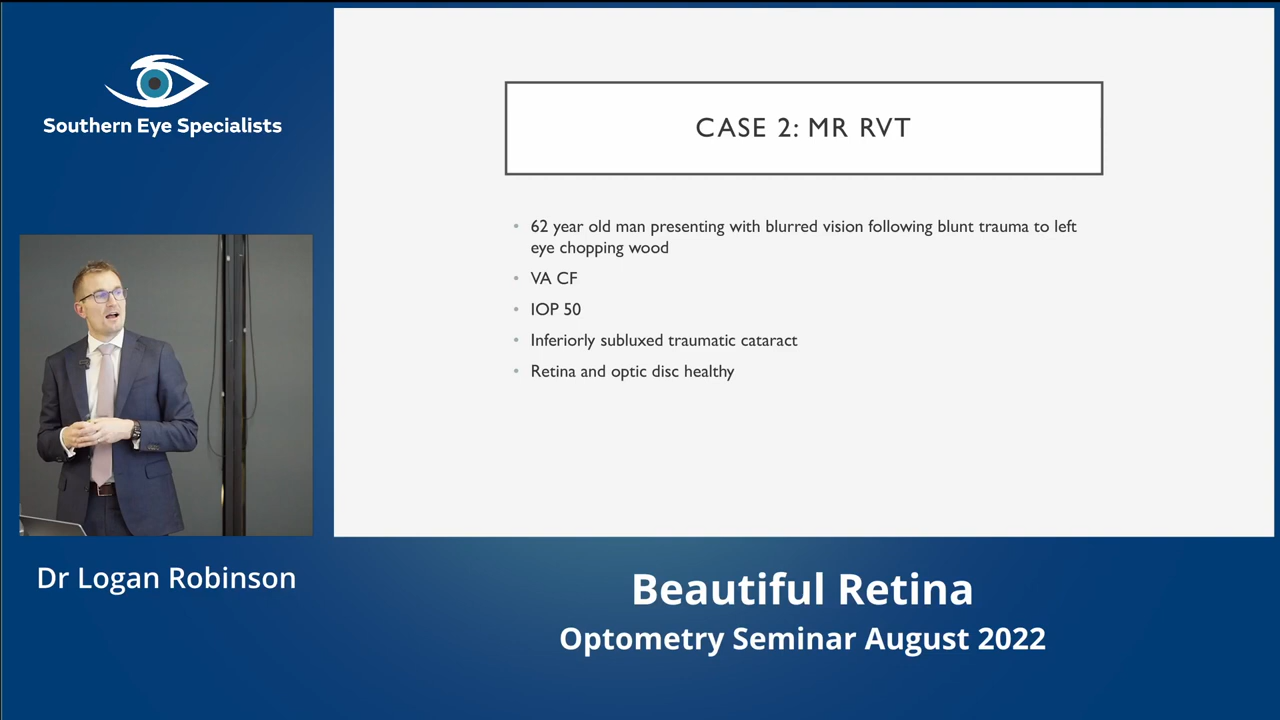 Southern Eye Specialists
CASE 2: MR RVT
• 62 year old man presenting with blurred vision following blunt trauma to left
eye chopping wood
• VA CF
• IOP 50
• Inferiorly subluxed traumatic cataract
• Retina and optic disc healthy
Dr Logan Robinson
Beautiful Retina
Optometry Seminar August 2022